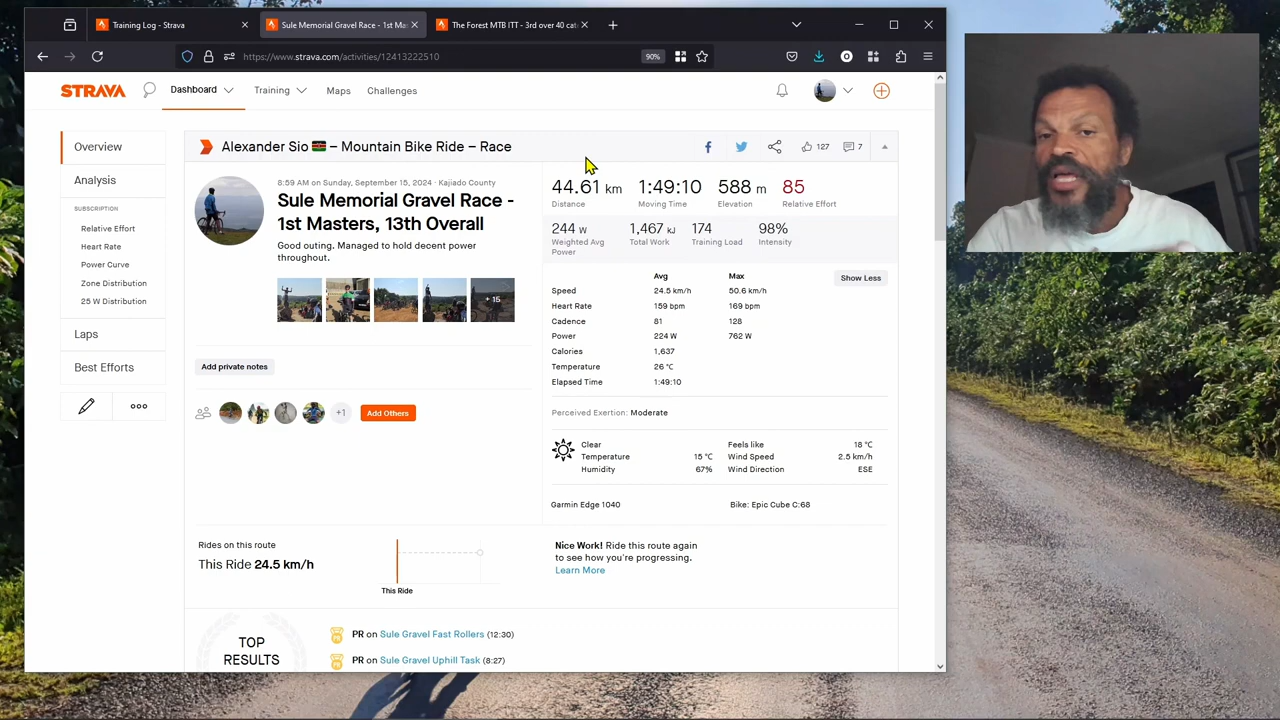 Training Log - Strava
Sule Memorial Gravel Race - 1st Ma
The Forest MTB ITT - 3rd over 40 cat
https://www.strava.com/activities/12413222510
90%
STRAVA
Dashboard
Training
Maps
Challenges
Overview
Analysis
SUBSCRIPTION
Relative Effort
Heart Rate
Power Curve
Zone Distribution
25 W Distribution
Laps
Best Efforts
Alexander Sio 🇰🇪 – Mountain Bike Ride – Race
127
7
8:59 AM on Sunday, September 15, 2024 · Kajiado County
Sule Memorial Gravel Race -
1st Masters, 13th Overall
Good outing. Managed to hold decent power
throughout.
+ 15
Add private notes
+1
Add Others
44.61 km
1:49:10
588 m
85
Distance
Moving Time
Elevation
Relative Effort
244 W
1,467 kJ
174
98%
Weighted Avg
Power
Total Work
Training Load
Intensity
Avg
Max
Show Less
Speed
24.5 km/h
50.6 km/h
Heart Rate
159 bpm
169 bpm
Cadence
81
128
Power
224 W
762 W
Calories
1,637
Temperature
26 °C
Elapsed Time
1:49:10
Perceived Exertion: Moderate
Clear
Feels like
18 °C
Temperature
15 °C
Wind Speed
2.5 km/h
Humidity
67%
Wind Direction
ESE
Garmin Edge 1040
Bike: Epic Cube C:68
Rides on this route
This Ride 24.5 km/h
This Ride
Nice Work! Ride this route again
to see how you're progressing.
Learn More
TOP
RESULTS
PR on Sule Gravel Fast Rollers (12:30)
PR on Sule Gravel Uphill Task (8:27)